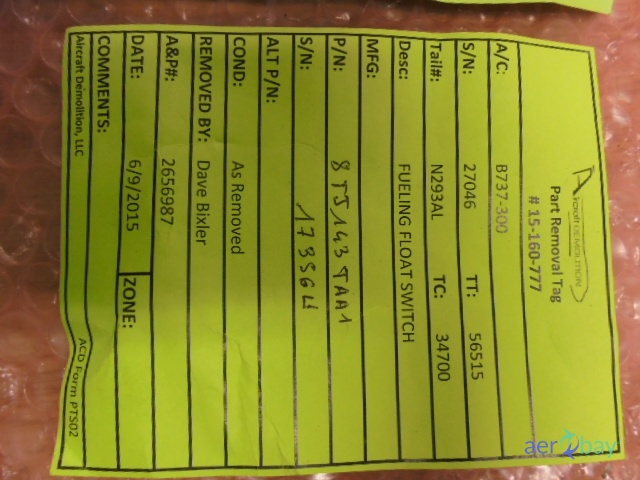 Aircraft DEMOLITION
Part Removal Tag
# 15-160-777
A/C: B737-300
S/N: 27046 TT: 56515
Tail#: N293AL TC: 34700
Desc: FUELING FLOAT SWITCH
MFG:
P/N: 8TJ143TAA1
S/N: 173SGLI
ALT P/N:
COND: As Removed
REMOVED BY: Dave Bixler
A&P#: 2656987
DATE: 6/9/2015 ZONE:
COMMENTS:
Aircraft Demolition, LLC ACD Form PTS02
aerobay